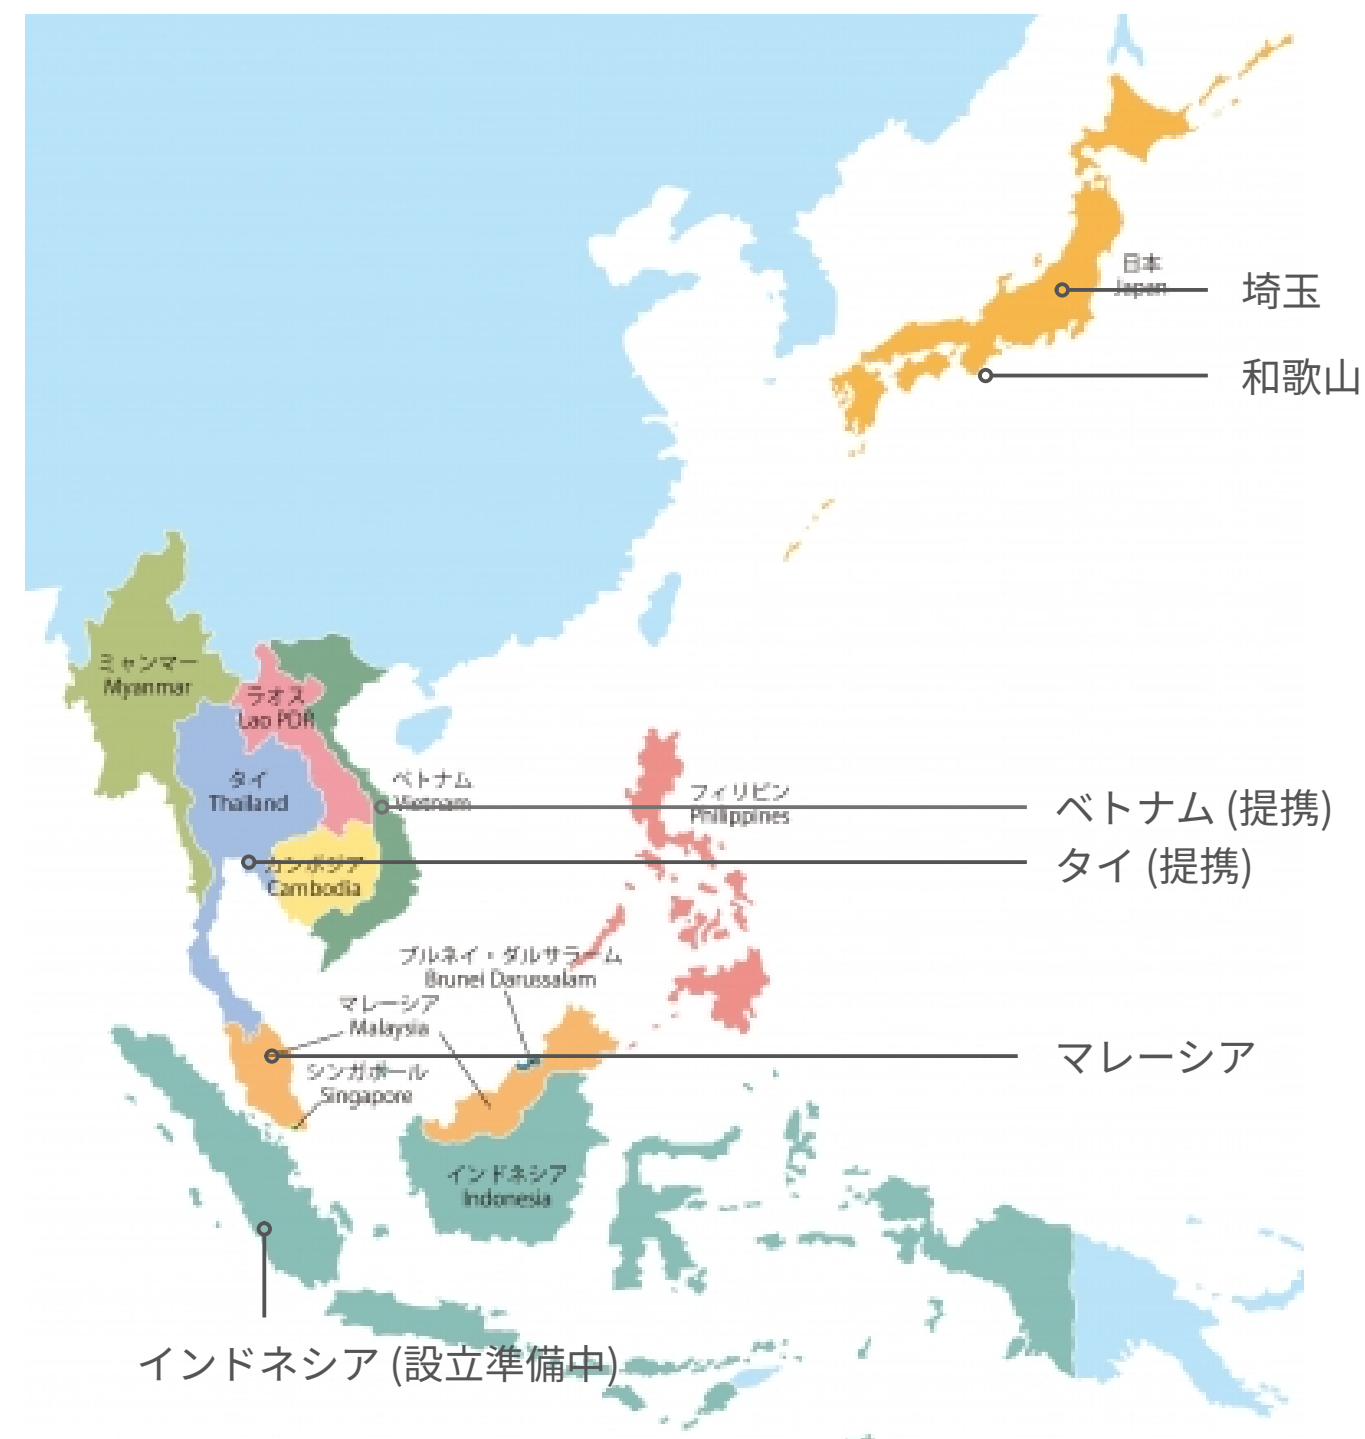 日本
Japan
埼玉
和歌山
ミャンマー
Myanmar
ラオス
Lao PDR
タイ
Thailand
ベトナム
Vietnam
フィリピン
Philippines
ベトナム (提携)
カンボジア
Cambodia
タイ (提携)
ブルネイ・ダルサラーム
Brunei Darussalam
マレーシア
Malaysia
マレーシア
シンガポール
Singapore
インドネシア
Indonesia
インドネシア (設立準備中)